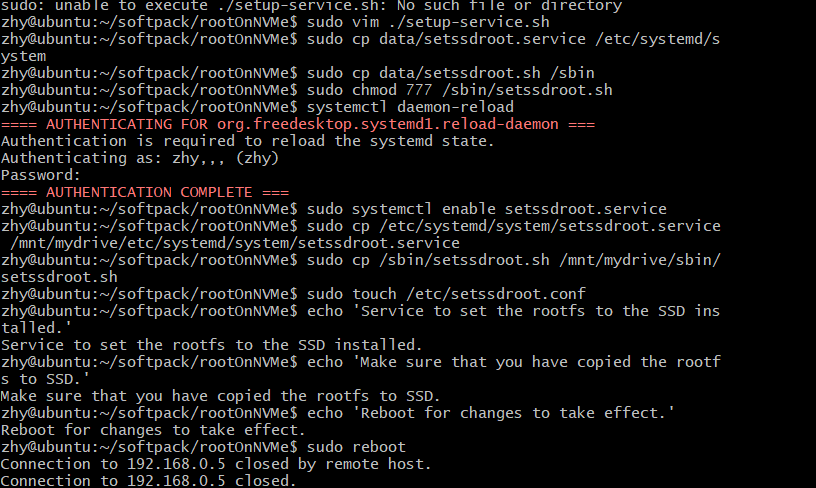 sudo: unable to execute ./setup-service.sh: No such file or directory
zhy@ubuntu:~/softpack/rootOnNVMe$ sudo vim ./setup-service.sh
zhy@ubuntu:~/softpack/rootOnNVMe$ sudo cp data/setssdroot.service /etc/systemd/s
ystem
zhy@ubuntu:~/softpack/rootOnNVMe$ sudo cp data/setssdroot.sh /sbin
zhy@ubuntu:~/softpack/rootOnNVMe$ sudo chmod 777 /sbin/setssdroot.sh
zhy@ubuntu:~/softpack/rootOnNVMe$ systemctl daemon-reload
==== AUTHENTICATING FOR org.freedesktop.systemd1.reload-daemon ===
Authentication is required to reload the systemd state.
Authenticating as: zhy,,, (zhy)
Password:
==== AUTHENTICATION COMPLETE ===
zhy@ubuntu:~/softpack/rootOnNVMe$ sudo systemctl enable setssdroot.service
zhy@ubuntu:~/softpack/rootOnNVMe$ sudo cp /etc/systemd/system/setssdroot.service
 /mnt/mydrive/etc/systemd/system/setssdroot.service
zhy@ubuntu:~/softpack/rootOnNVMe$ sudo cp /sbin/setssdroot.sh /mnt/mydrive/sbin/
setssdroot.sh
zhy@ubuntu:~/softpack/rootOnNVMe$ sudo touch /etc/setssdroot.conf
zhy@ubuntu:~/softpack/rootOnNVMe$ echo 'Service to set the rootfs to the SSD ins
talled.'
Service to set the rootfs to the SSD installed.
zhy@ubuntu:~/softpack/rootOnNVMe$ echo 'Make sure that you have copied the rootf
s to SSD.'
Make sure that you have copied the rootfs to SSD.
zhy@ubuntu:~/softpack/rootOnNVMe$ echo 'Reboot for changes to take effect.'
Reboot for changes to take effect.
zhy@ubuntu:~/softpack/rootOnNVMe$ sudo reboot
Connection to 192.168.0.5 closed by remote host.
Connection to 192.168.0.5 closed.